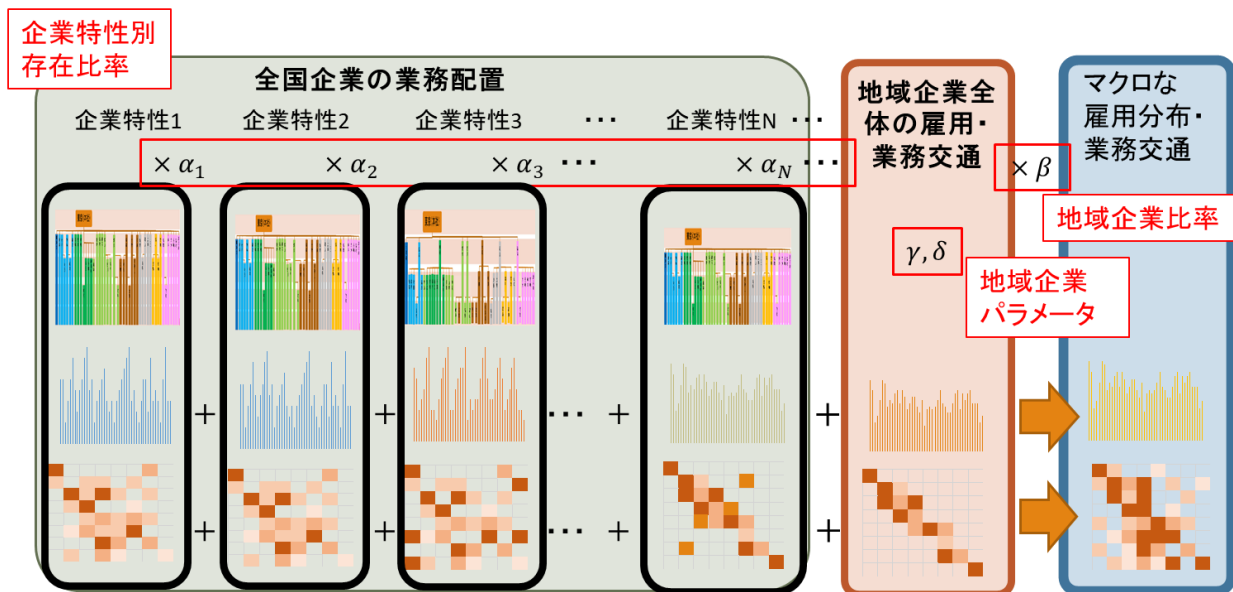 企業特性別
存在比率
全国企業の業務配置
企業特性1
企業特性2
企業特性3
…
企業特性N
…
× α₁
× α₂
× α₃
…
× α_N
…
地域企業全
体の雇用・
業務交通
× β
マクロな
雇用分布・
業務交通
地域企業比率
γ, δ
地域企業
パラメータ
+
+
…
+
+
+
+
…
+
+